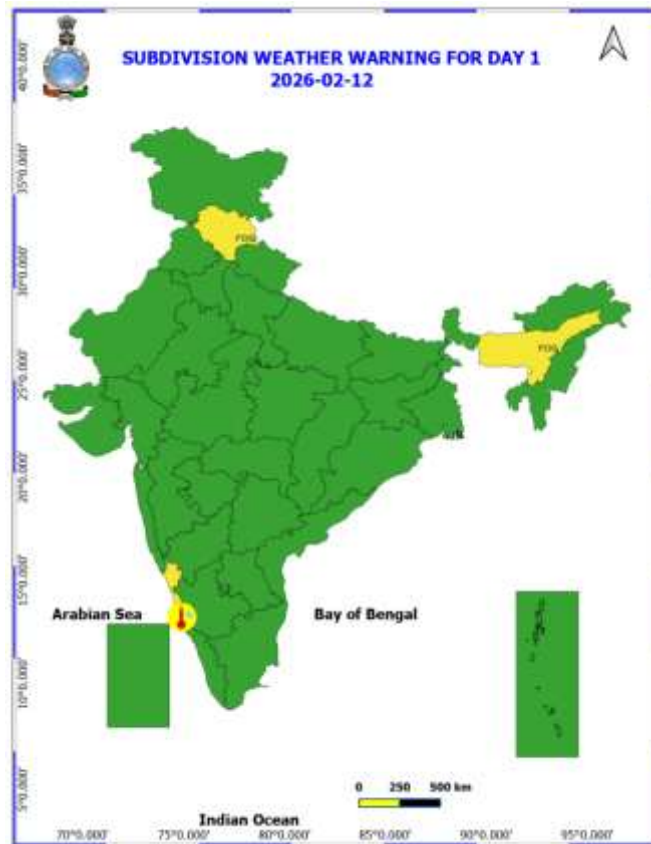 SUBDIVISION WEATHER WARNING FOR DAY 1
2026-02-12
40°0.000'
35°0.000'
30°0.000'
25°0.000'
20°0.000'
15°0.000'
10°0.000'
5°0.000'
FOG
FOG
Arabian Sea
Bay of Bengal
0 250 500 km
Indian Ocean
70°0.000' 75°0.000' 80°0.000' 85°0.000' 90°0.000' 95°0.000'